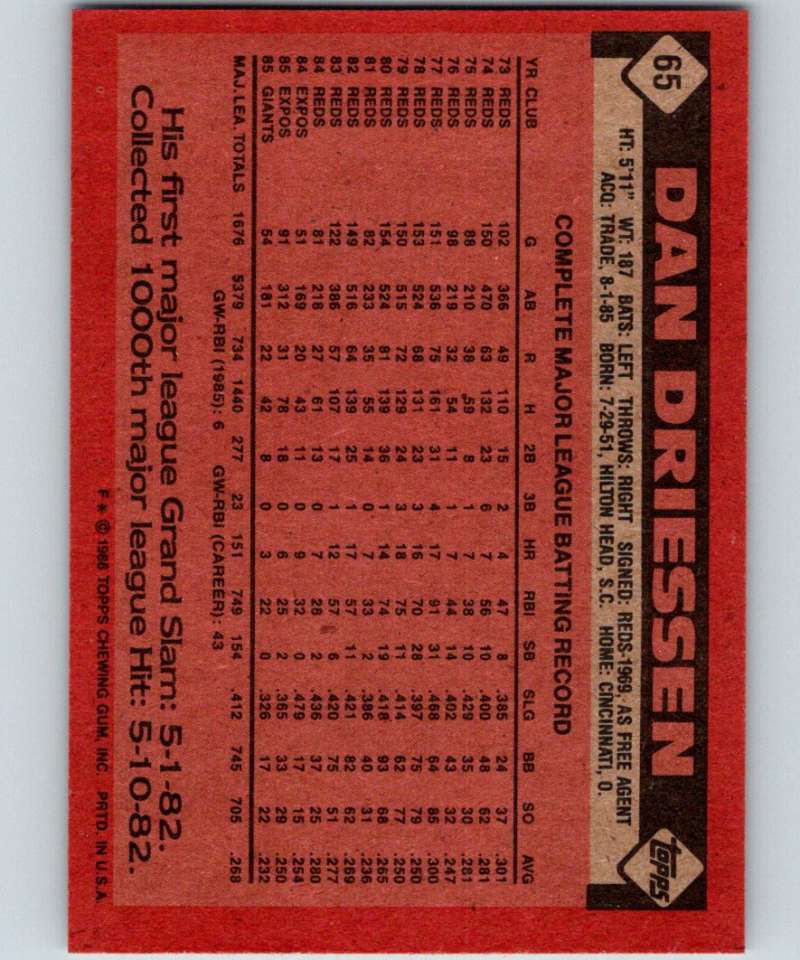 65
DAN DRIESSEN
topps
HT: 5'11" WT: 187 BATS: LEFT THROWS: RIGHT SIGNED: REDS-1969, AS FREE AGENT
ACQ: TRADE, 8-1-85 BORN: 7-29-51, HILTON HEAD, S.C. HOME: CINCINNATI, O.
COMPLETE MAJOR LEAGUE BATTING RECORD
YR CLUB G AB R H 2B 3B HR RBI SB SLG BB SO AVG
73 REDS 102 366 49 110 15 2 4 47 8 .385 24 37 .301
74 REDS 150 470 63 132 23 6 7 56 10 .400 48 62 .281
75 REDS 88 210 38 59 8 1 7 38 10 .429 35 30 .281
76 REDS 98 219 32 54 11 1 7 44 14 .402 43 32 .247
77 REDS 151 536 75 161 31 4 17 91 31 .468 64 85 .300
78 REDS 153 524 68 131 23 3 16 70 28 .397 75 79 .250
79 REDS 150 515 72 129 24 3 18 75 11 .414 62 77 .250
80 REDS 154 524 81 139 36 1 14 74 19 .418 93 68 .265
81 REDS 82 233 35 55 14 0 7 33 2 .386 40 31 .236
82 REDS 149 516 64 139 25 1 17 57 11 .421 82 62 .269
83 REDS 122 386 57 107 17 1 12 57 6 .420 75 51 .277
84 REDS 81 218 27 61 13 0 7 28 2 .436 37 25 .280
84 EXPOS 51 169 20 43 11 0 9 32 0 .479 17 15 .254
85 EXPOS 91 312 31 78 18 0 6 25 2 .365 33 29 .250
85 GIANTS 54 181 22 42 8 0 3 22 0 .326 17 22 .232
MAJ. LEA. TOTALS 1676 5379 734 1440 277 23 151 749 154 .412 745 705 .268
GW-RBI (1985): 6 GW-RBI (CAREER): 43
His first major league Grand Slam: 5-1-82.
Collected 1000th major league Hit: 5-10-82.
F * © 1986 TOPPS CHEWING GUM, INC. PRTD. IN U.S.A